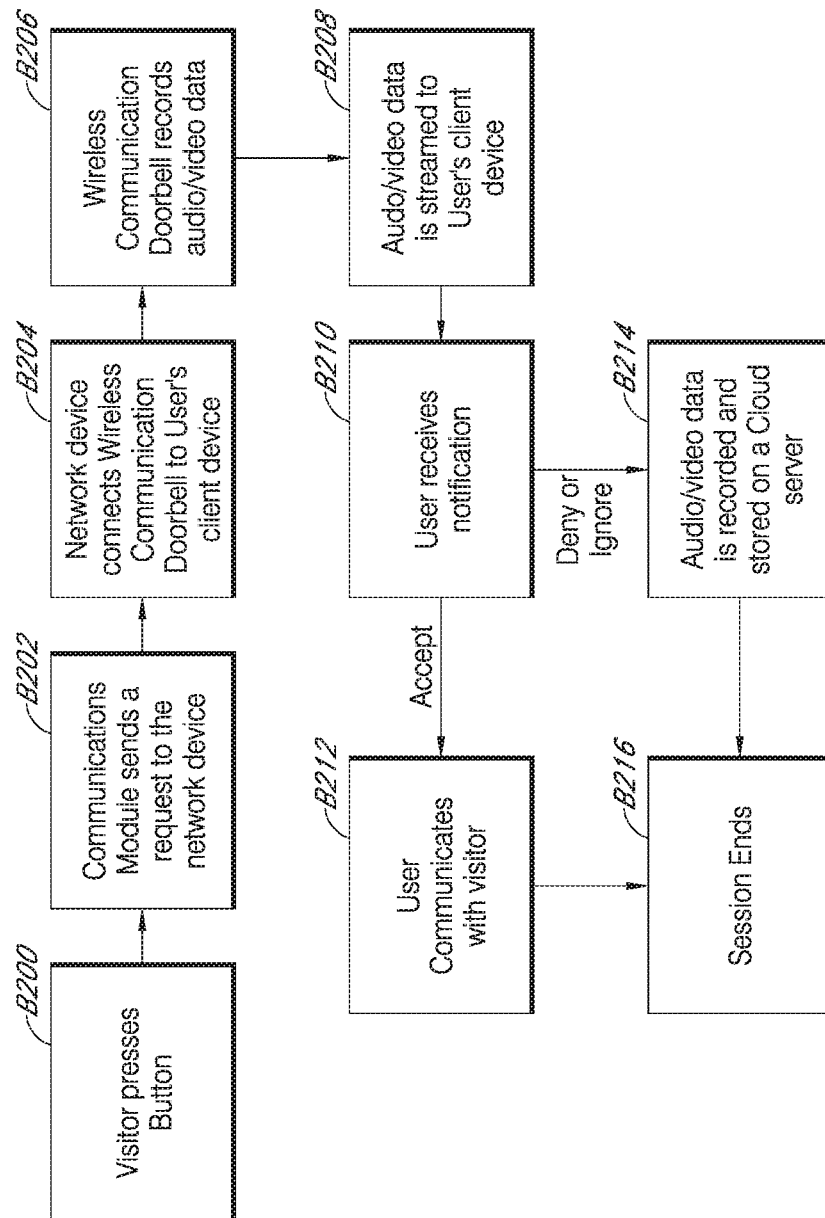 B200
Visitor presses
Button
B202
Communications
Module sends a
request to the
network device
B204
Network device
connects Wireless
Communication
Doorbell to User's
client device
B206
Wireless
Communication
Doorbell records
audio/video data
B208
Audo/video data
is streamed to
User's client
device
B210
User receives
notification
Accept
Deny or
Ignore
B212
User
Communicates
with visitor
B214
Audio/video data
is recorded and
stored on a Cloud
server
B216
Session Ends